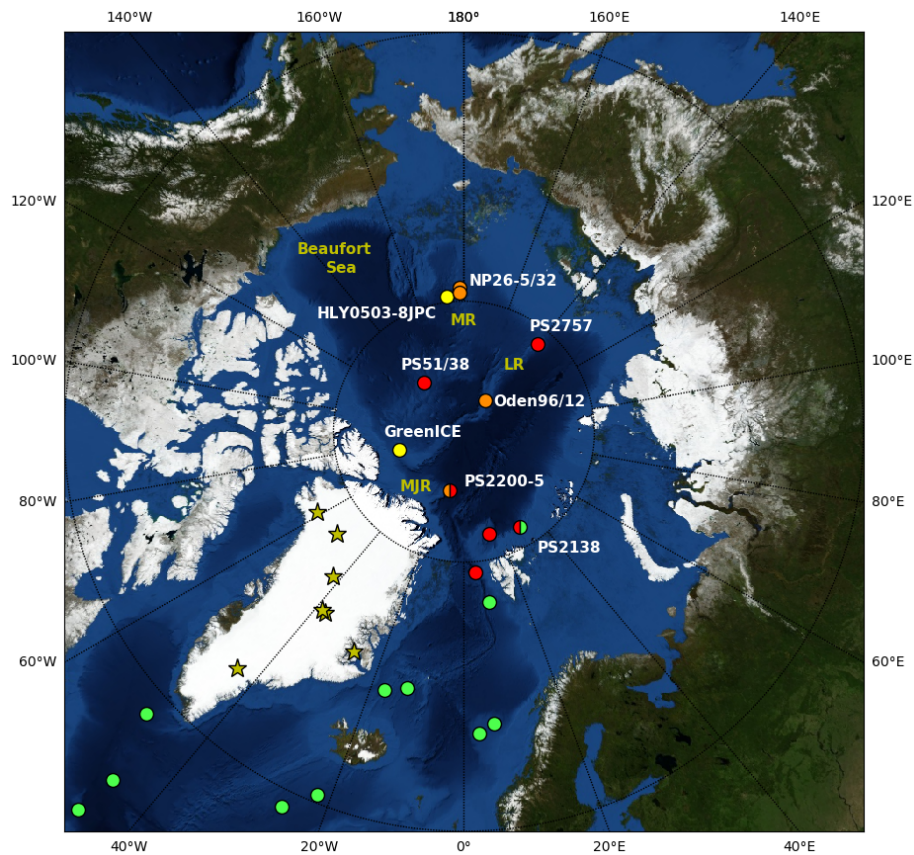 140°W 160°W 180° 160°E 140°E
120°W 120°E
Beaufort
Sea
NP26-5/32
HLY0503-8JPC
MR
PS2757
100°W 100°E
PS51/38
LR
Oden96/12
GreenICE
MJR
PS2200-5
80°W 80°E
PS2138
60°W 60°E
40°W 20°W 0° 20°E 40°E